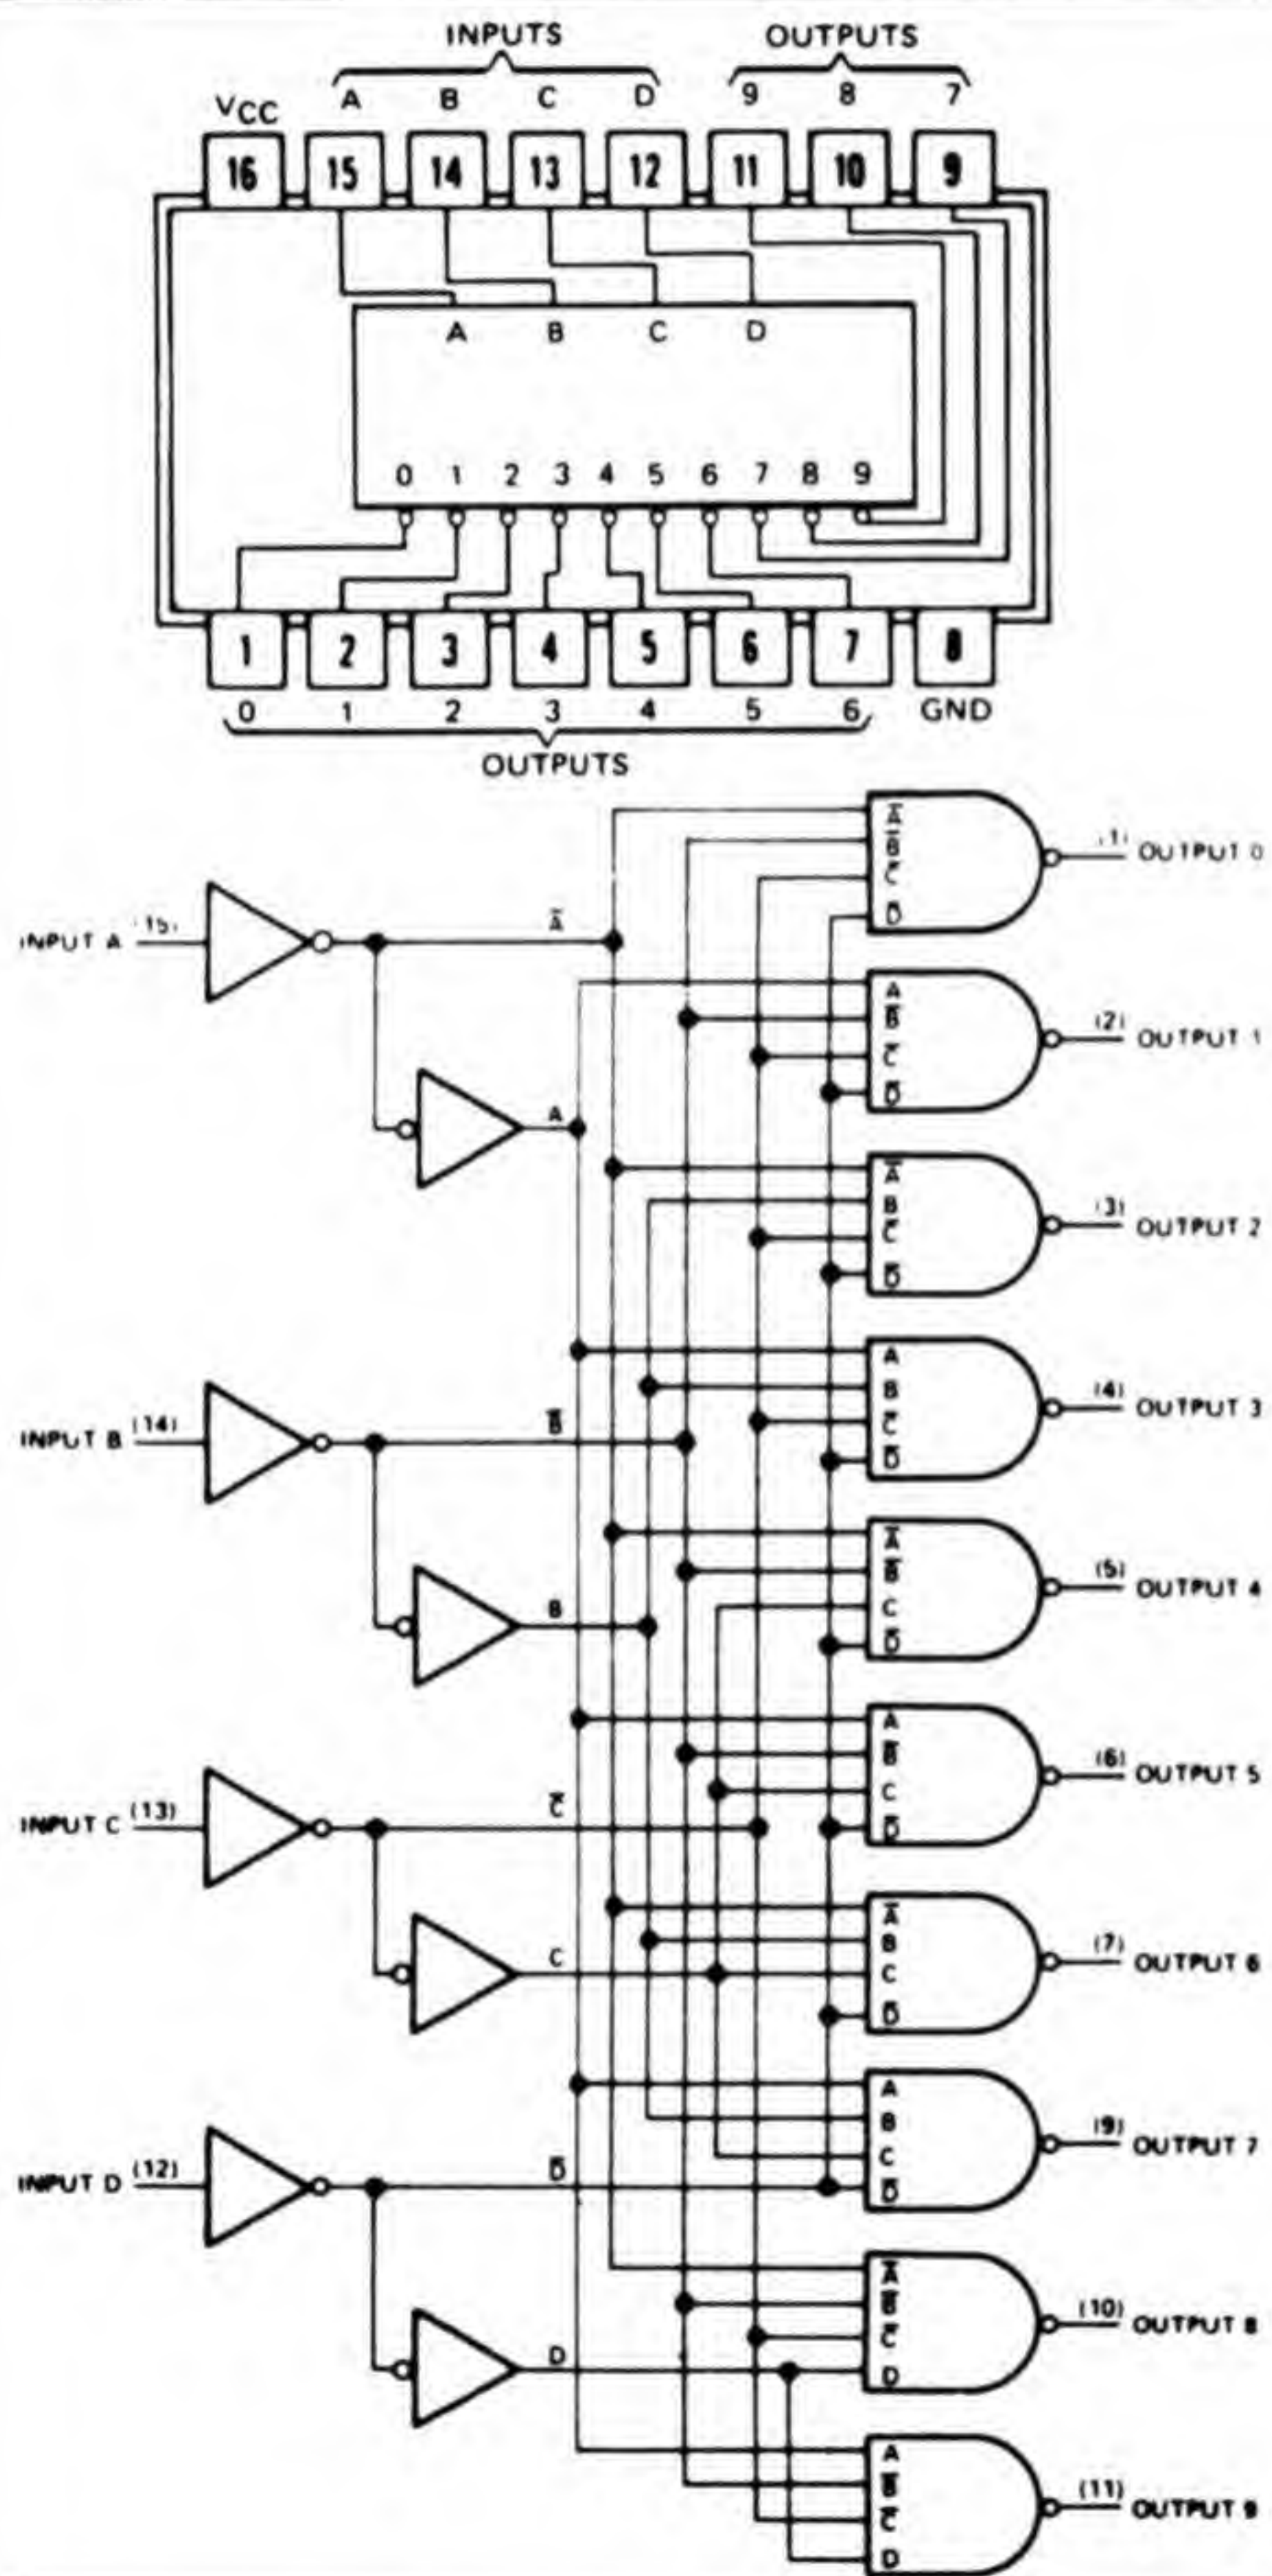 INPUTS OUTPUTS
VCC A B C D 9 8 7
16 15 14 13 12 11 10 9
A B C D
0 1 2 3 4 5 6 7 8 9
1 2 3 4 5 6 7 8
0 1 2 3 4 5 6 GND
OUTPUTS
A̅
B̅
(1) OUTPUT 0
C̅
D̅
INPUT A (15) A̅
A
B̅
(2) OUTPUT 1
C̅
D̅
A
A̅
B
(3) OUTPUT 2
C̅
D̅
A
B
(4) OUTPUT 3
C̅
D̅
INPUT B (14) B̅
A̅
B̅
(5) OUTPUT 4
C
D̅
B
A
B̅
(6) OUTPUT 5
C
D̅
INPUT C (13) C̅
A̅
B
(7) OUTPUT 6
C
D̅
C
A
B
(9) OUTPUT 7
C
D̅
INPUT D (12) D̅
A̅
B̅
(10) OUTPUT 8
C̅
D
D
A
B̅
(11) OUTPUT 9
C̅
D